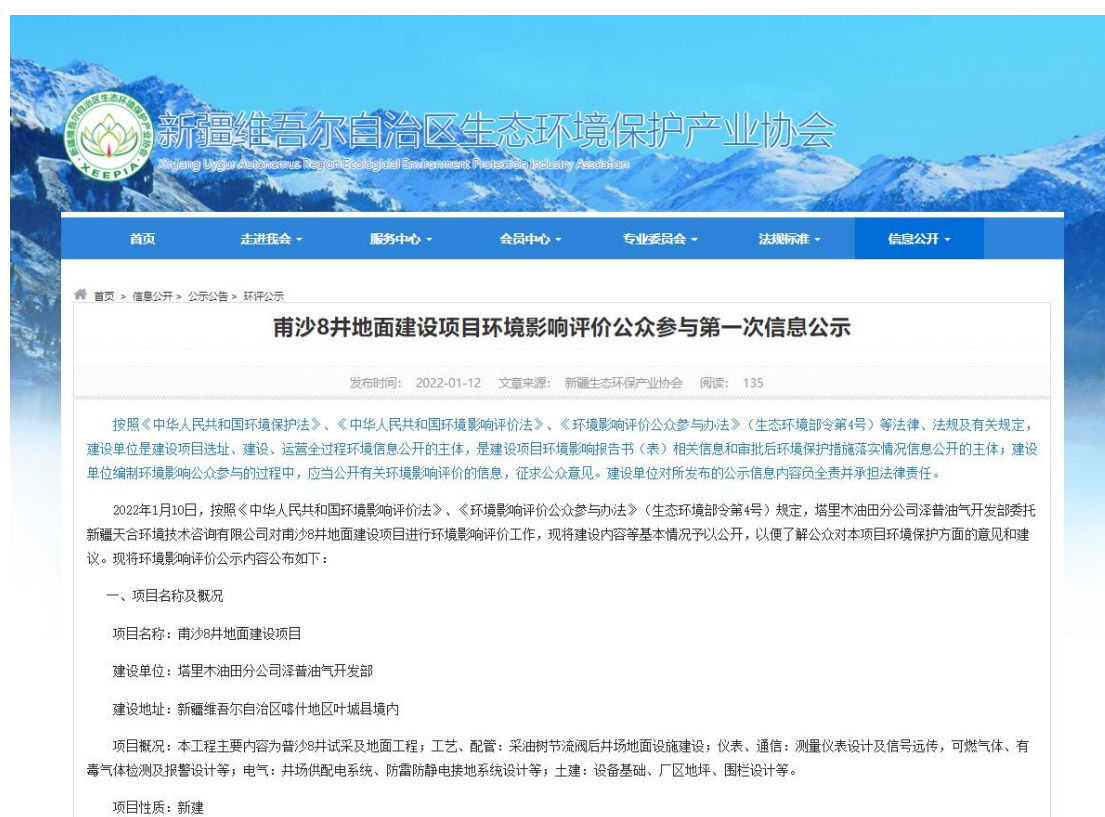 新疆维吾尔自治区生态环境保护产业协会
Xinjiang Uygur Autonomus Region Ecologicial Environment Protection Industry Assdiation
XEEPIA
首页 走进我会 服务中心 会员中心 专业委员会 法规标准 信息公开
首页 > 信息公开 > 公示公告 > 环评公示
甫沙8井地面建设项目环境影响评价公众参与第一次信息公示
发布时间： 2022-01-12 文章来源： 新疆生态环保产业协会 阅读： 135
按照《中华人民共和国环境保护法》、《中华人民共和国环境影响评价法》、《环境影响评价公众参与办法》（生态环境部令第4号）等法律、法规及有关规定，
建设单位是建设项目选址、建设、运营全过程环境信息公开的主体，是建设项目环境影响报告书（表）相关信息和审批后环境保护措施落实情况信息公开的主体；建设
单位编制环境影响公众参与的过程中，应当公开有关环境影响评价的信息，征求公众意见。建设单位对所发布的公示信息内容负全责并承担法律责任。
2022年1月10日，按照《中华人民共和国环境影响评价法》、《环境影响评价公众参与办法》（生态环境部令第4号）规定，塔里木油田分公司泽普油气开发部委托
新疆天合环境技术咨询有限公司对甫沙8井地面建设项目进行环境影响评价工作，现将建设内容等基本情况予以公开，以便了解公众对本项目环境保护方面的意见和建
议。现将环境影响评价公示内容公布如下：
一、项目名称及概况
项目名称：甫沙8井地面建设项目
建设单位：塔里木油田分公司泽普油气开发部
建设地址：新疆维吾尔自治区喀什地区叶城县境内
项目概况：本工程主要内容为普沙8井试采及地面工程；工艺、配管：采油树节流阀后井场地面设施建设；仪表、通信：测量仪表设计及信号远传，可燃气体、有
毒气体检测及报警设计等；电气：井场供配电系统、防雷防静电接地系统设计等；土建：设备基础、厂区地坪、围栏设计等。
项目性质：新建